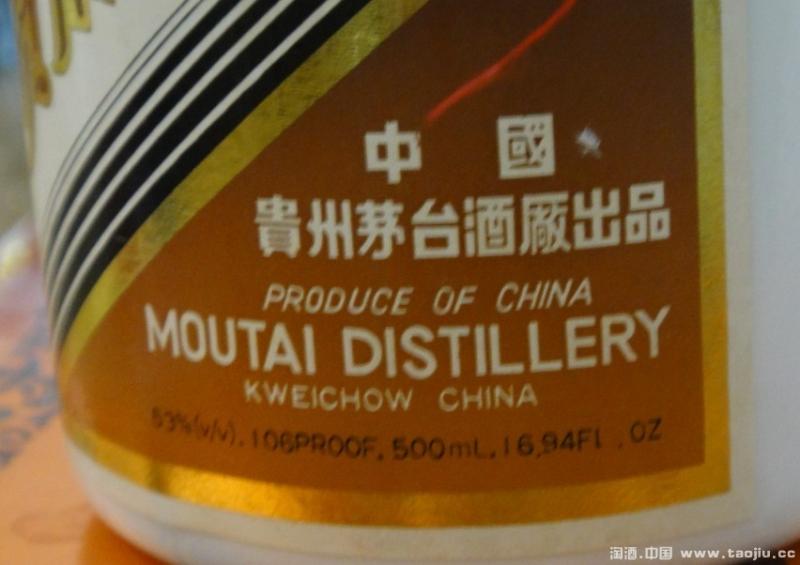 中國
貴州茅台酒廠出品
PRODUCE OF CHINA
MOUTAI DISTILLERY
KWEICHOW CHINA
53%(v/v). 106PROOF. 500mL. 16.94Fl .OZ
淘酒.中国 www.taojiu.cc